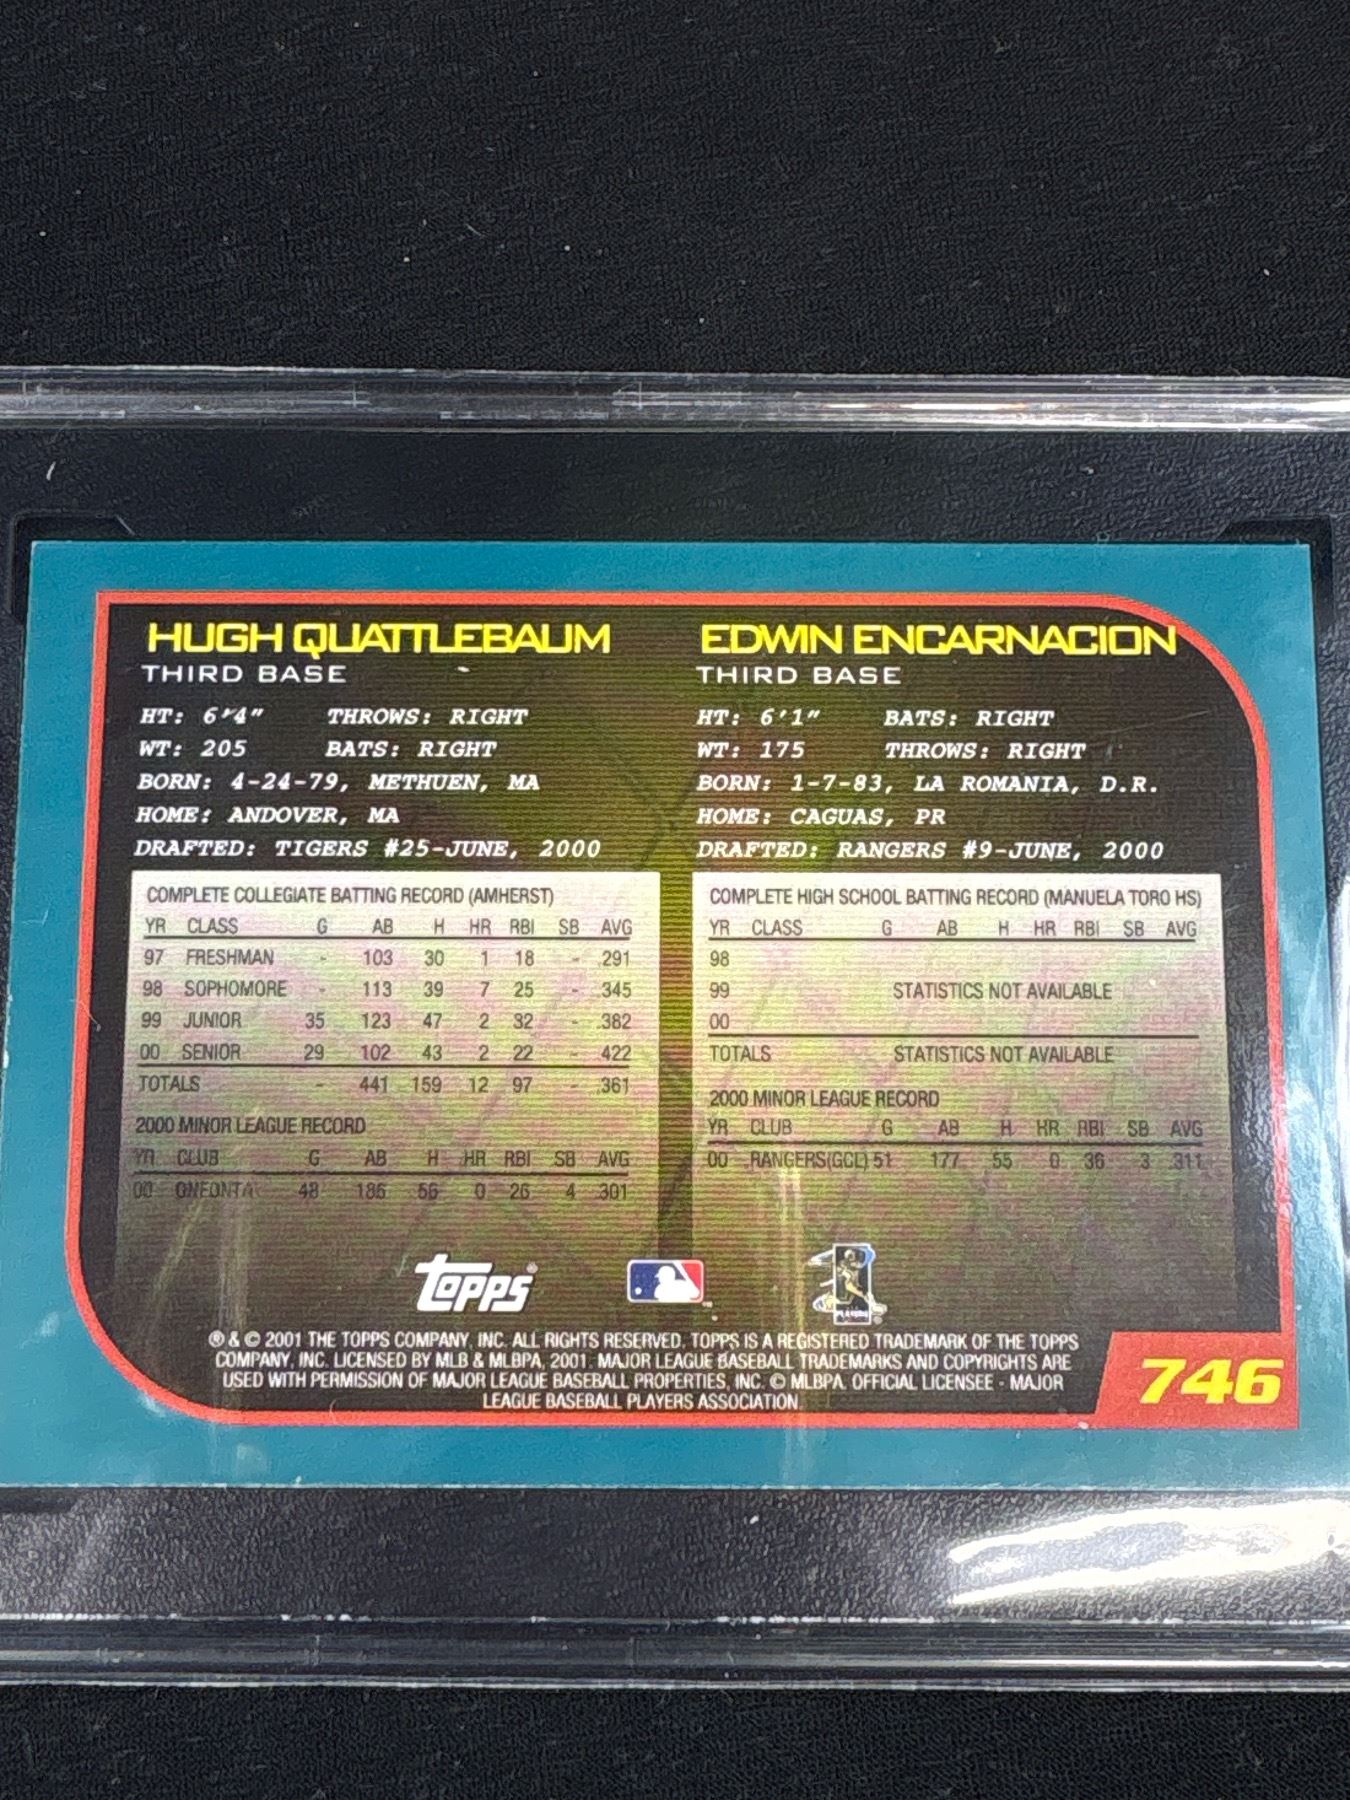 HUGH QUATTLEBAUM
THIRD BASE
HT: 6'4" THROWS: RIGHT
WT: 205 BATS: RIGHT
BORN: 4-24-79, METHUEN, MA
HOME: ANDOVER, MA
DRAFTED: TIGERS #25-JUNE, 2000
COMPLETE COLLEGIATE BATTING RECORD (AMHERST)
YR CLASS G AB H HR RBI SB AVG
97 FRESHMAN - 103 30 1 18 - .291
98 SOPHOMORE - 113 39 7 25 - .345
99 JUNIOR 35 123 47 2 32 - .382
00 SENIOR 29 102 43 2 22 - .422
TOTALS - 441 159 12 97 - .361
2000 MINOR LEAGUE RECORD
YR CLUB G AB H HR RBI SB AVG
00 ONEONTA 48 186 56 0 26 4 .301
EDWIN ENCARNACION
THIRD BASE
HT: 6'1" BATS: RIGHT
WT: 175 THROWS: RIGHT
BORN: 1-7-83, LA ROMANIA, D.R.
HOME: CAGUAS, PR
DRAFTED: RANGERS #9-JUNE, 2000
COMPLETE HIGH SCHOOL BATTING RECORD (MANUELA TORO HS)
YR CLASS G AB H HR RBI SB AVG
98
99 STATISTICS NOT AVAILABLE
00
TOTALS STATISTICS NOT AVAILABLE
2000 MINOR LEAGUE RECORD
YR CLUB G AB H HR RBI SB AVG
00 RANGERS(GCL) 51 177 55 0 36 3 .311
Topps®
® & © 2001 THE TOPPS COMPANY, INC. ALL RIGHTS RESERVED. TOPPS IS A REGISTERED TRADEMARK OF THE TOPPS
COMPANY, INC. LICENSED BY MLB & MLBPA, 2001. MAJOR LEAGUE BASEBALL TRADEMARKS AND COPYRIGHTS ARE
USED WITH PERMISSION OF MAJOR LEAGUE BASEBALL PROPERTIES, INC. © MLBPA. OFFICIAL LICENSEE - MAJOR
LEAGUE BASEBALL PLAYERS ASSOCIATION.
746